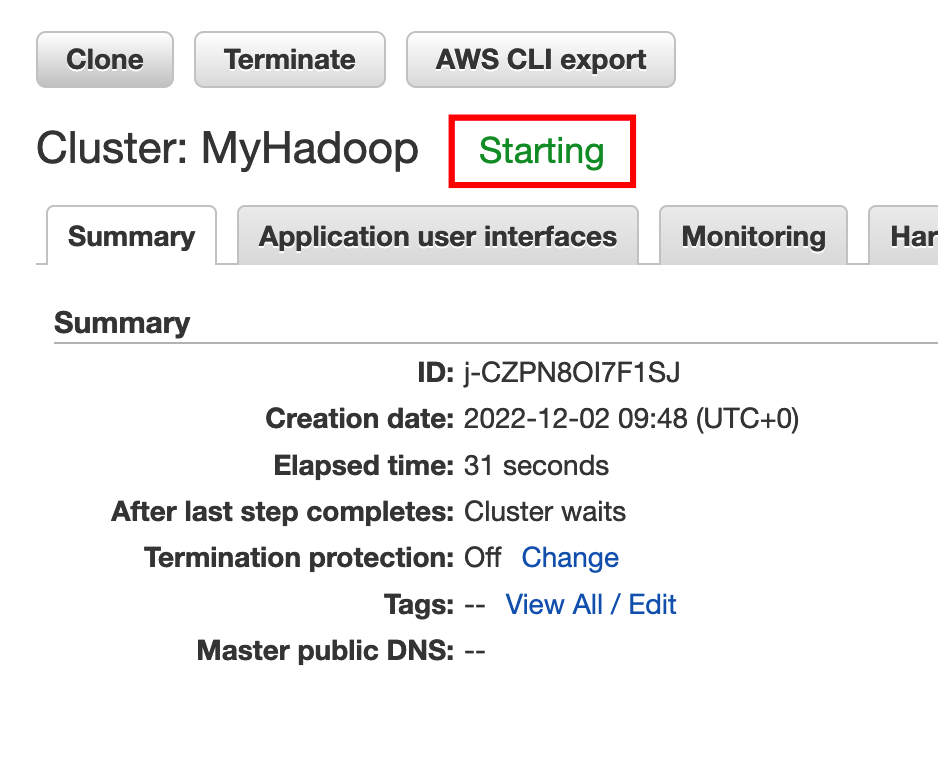 Clone Terminate AWS CLI export
Cluster: MyHadoop Starting
Summary Application user interfaces Monitoring Har
Summary
ID: j-CZPN8OI7F1SJ
Creation date: 2022-12-02 09:48 (UTC+0)
Elapsed time: 31 seconds
After last step completes: Cluster waits
Termination protection: Off Change
Tags: -- View All / Edit
Master public DNS: --